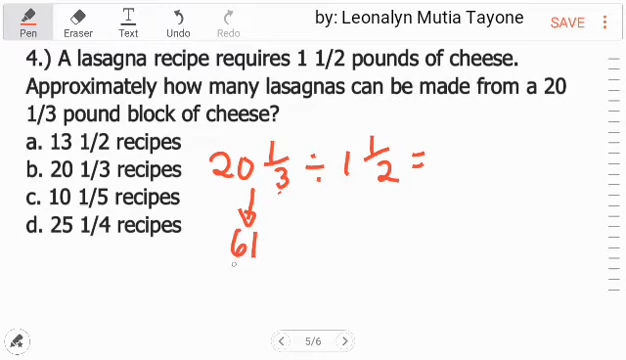 by: Leonalyn Mutia Tayone
SAVE
Pen
Eraser
Text
Undo
Redo
4.) A lasagna recipe requires 1 1/2 pounds of cheese.
Approximately how many lasagnas can be made from a 20
1/3 pound block of cheese?
a. 13 1/2 recipes
b. 20 1/3 recipes
c. 10 1/5 recipes
d. 25 1/4 recipes
20 1/3 ÷ 1 1/2 =
61
5/6